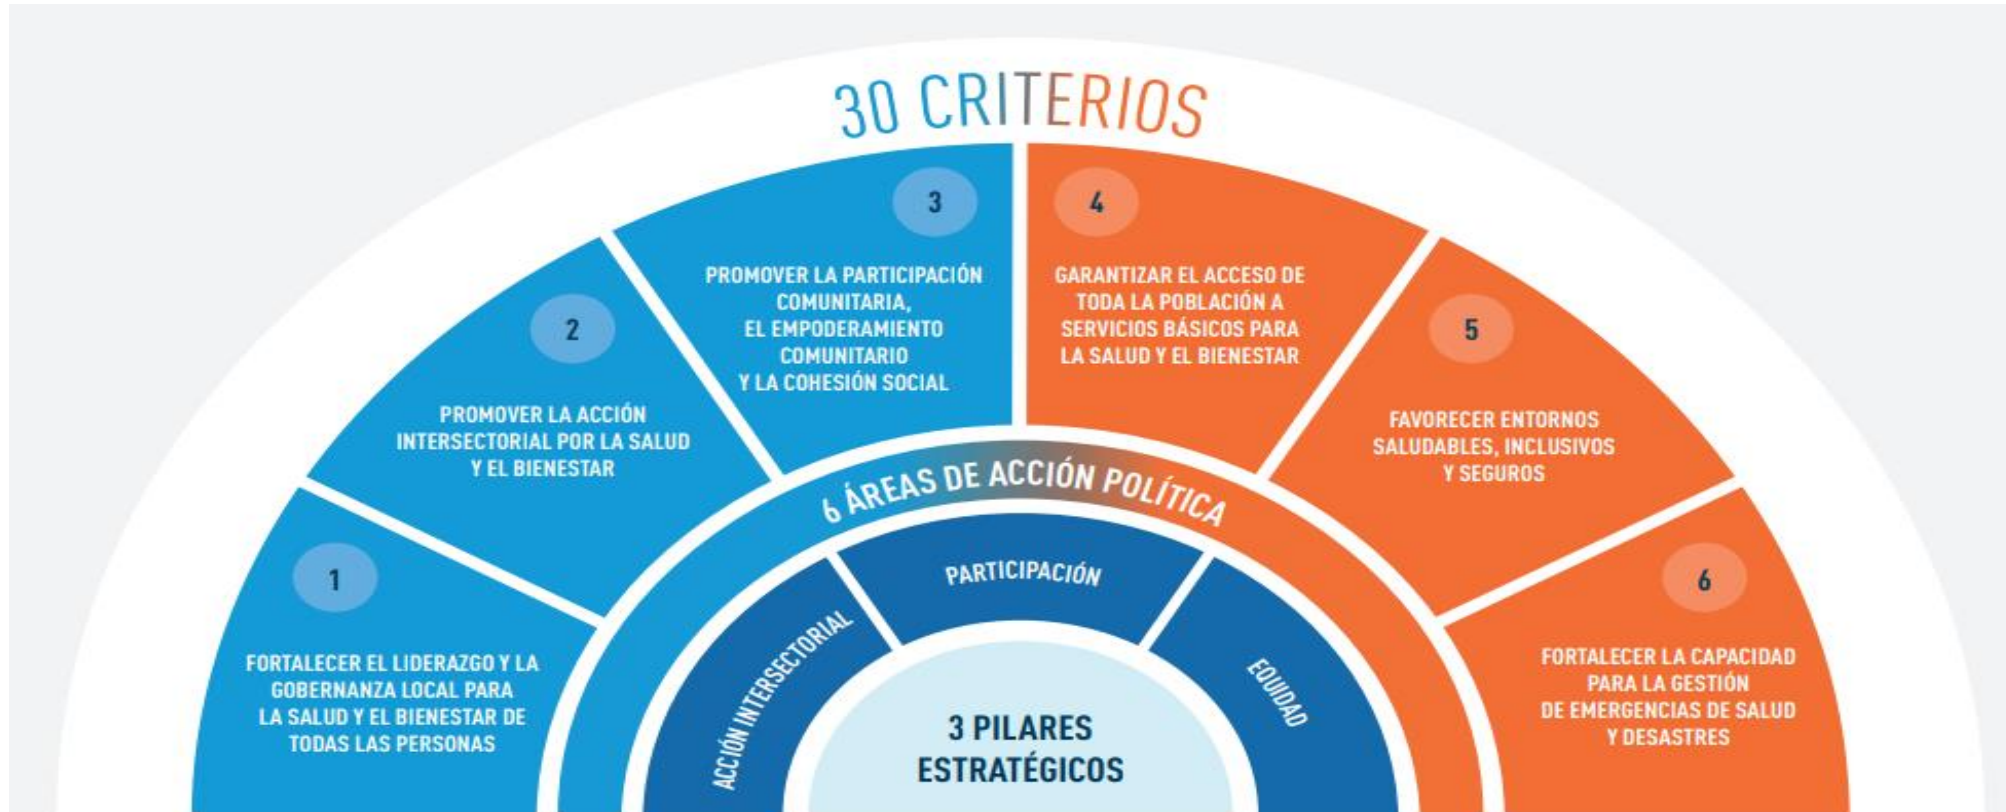 30 CRITERIOS
1
FORTALECER EL LIDERAZGO Y LA
GOBERNANZA LOCAL PARA
LA SALUD Y EL BIENESTAR DE
TODAS LAS PERSONAS
2
PROMOVER LA ACCIÓN
INTERSECTORIAL POR LA SALUD
Y EL BIENESTAR
3
PROMOVER LA PARTICIPACIÓN
COMUNITARIA,
EL EMPODERAMIENTO
COMUNITARIO
Y LA COHESIÓN SOCIAL
4
GARANTIZAR EL ACCESO DE
TODA LA POBLACIÓN A
SERVICIOS BÁSICOS PARA
LA SALUD Y EL BIENESTAR
5
FAVORECER ENTORNOS
SALUDABLES, INCLUSIVOS
Y SEGUROS
6
FORTALECER LA CAPACIDAD
PARA LA GESTIÓN
DE EMERGENCIAS DE SALUD
Y DESASTRES
6 ÁREAS DE ACCIÓN POLÍTICA
ACCIÓN INTERSECTORIAL
PARTICIPACIÓN
EQUIDAD
3 PILARES
ESTRATÉGICOS